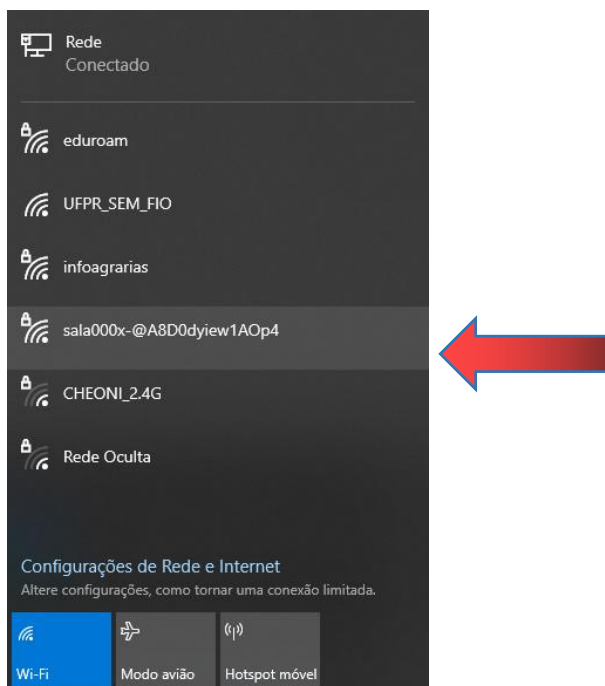 Rede
Conectado
eduroam
UFPR_SEM_FIO
infoagrarias
sala000x-@A8D0dyiew1AOp4
CHEONI_2.4G
Rede Oculta
Configurações de Rede e Internet
Altere configurações, como tornar uma conexão limitada.
Wi-Fi Modo avião Hotspot móvel